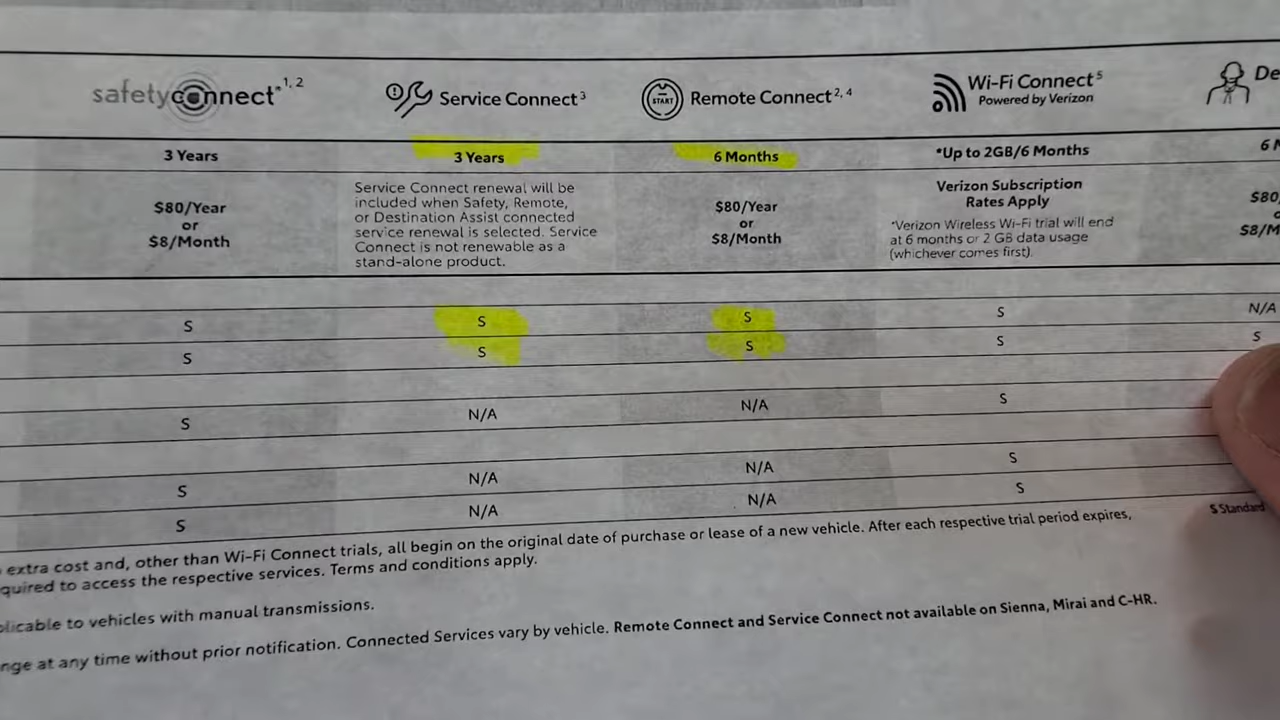 safetyconnect 1, 2
Service Connect 3
START
Remote Connect 2, 4
Wi-Fi Connect 5
Powered by Verizon
De
3 Years
3 Years
6 Months
*Up to 2GB/6 Months
6
$80/Year
or
$8/Month
Service Connect renewal will be
included when Safety, Remote,
or Destination Assist connected
service renewal is selected. Service
Connect is not renewable as a
stand-alone product.
$80/Year
or
$8/Month
Verizon Subscription
Rates Apply
*Verizon Wireless Wi-Fi trial will end
at 6 months or 2 GB data usage
(whichever comes first).
$80/
$8/M
S S S S N/A
S S S S S
S N/A N/A S
S N/A N/A S
S N/A N/A S
S Standard
extra cost and, other than Wi-Fi Connect trials, all begin on the original date of purchase or lease of a new vehicle. After each respective trial period expires,
quired to access the respective services. Terms and conditions apply.
plicable to vehicles with manual transmissions.
nge at any time without prior notification. Connected Services vary by vehicle. Remote Connect and Service Connect not available on Sienna, Mirai and C-HR.